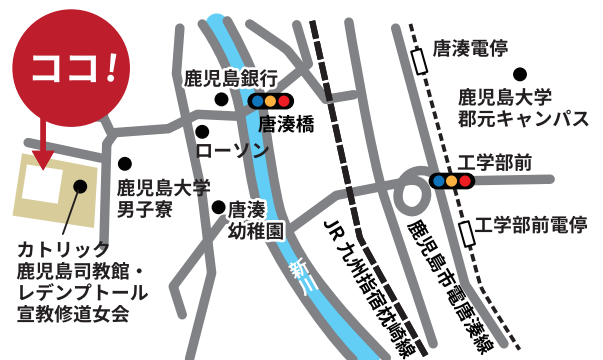 ココ!
鹿児島銀行
唐湊電停
鹿児島大学
郡元キャンパス
唐湊橋
ローソン
工学部前
鹿児島大学
男子寮
唐湊
幼稚園
工学部前電停
カトリック
鹿児島司教館・
レデンプトール
宣教修道女会
新川
JR 九州指宿枕崎線
鹿児島市電唐湊線